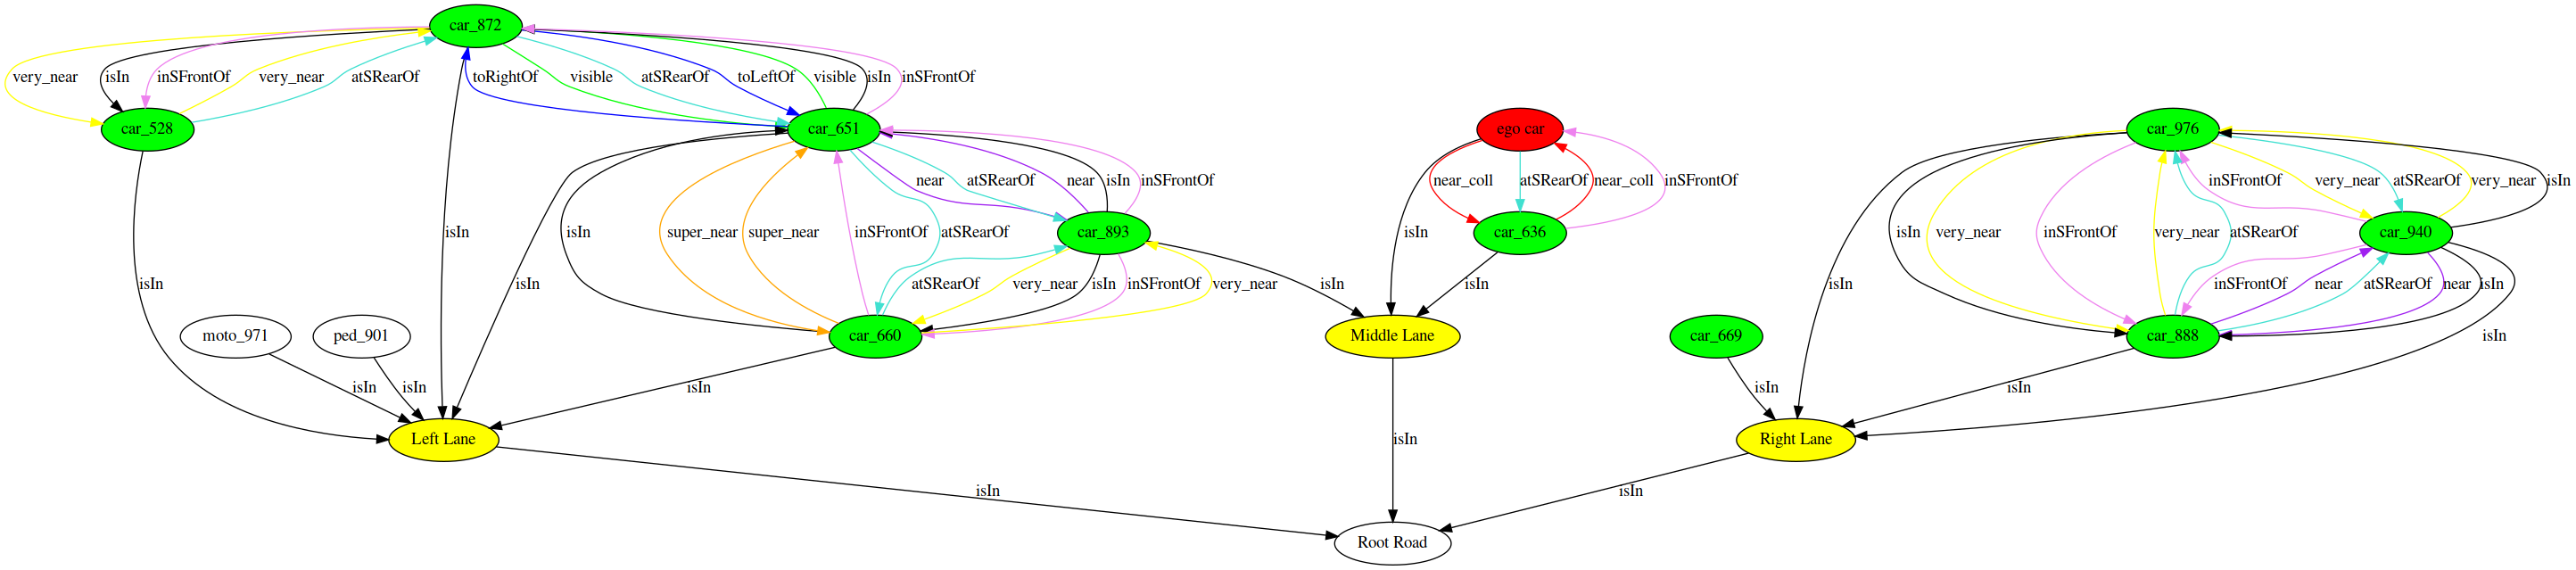 car_872
very_near
isIn
inSFrontOf
very_near
atSRearOf
toRightOf
visible
atSRearOf
toLeftOf
visible
isIn
inSFrontOf
car_528
car_651
ego car
car_976
near
atSRearOf
near
isIn
inSFrontOf
near_coll
atSRearOf
near_coll
inSFrontOf
inSFrontOf
very_near
atSRearOf
very_near
isIn
isIn
isIn
super_near
super_near
inSFrontOf
atSRearOf
car_893
isIn
car_636
isIn
very_near
inSFrontOf
very_near
atSRearOf
car_940
isIn
isIn
atSRearOf
very_near
isIn
inSFrontOf
very_near
isIn
isIn
isIn
inSFrontOf
near
atSRearOf
near
isIn
moto_971
ped_901
car_660
Middle Lane
car_669
car_888
isIn
isIn
isIn
isIn
isIn
isIn
Left Lane
isIn
Right Lane
isIn
isIn
Root Road